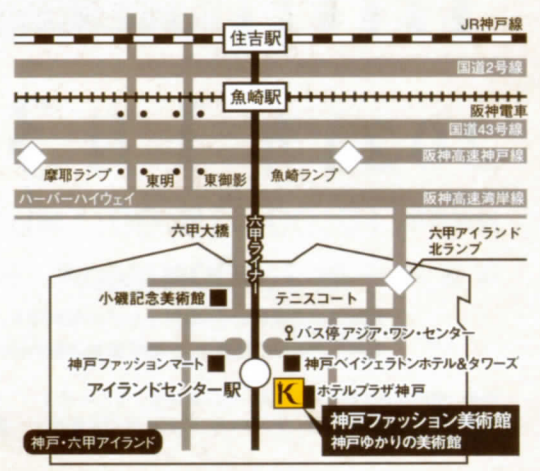 JR神戸線
住吉駅
国道2号線
魚崎駅
阪神電車
国道43号線
阪神高速神戸線
摩耶ランプ
東明
東御影
魚崎ランプ
ハーバーハイウェイ
阪神高速湾岸線
六甲大橋
六甲ライナー
六甲アイランド
北ランプ
小磯記念美術館
テニスコート
バス停 アジア・ワン・センター
神戸ファッションマート
神戸ベイシェラトンホテル&タワーズ
アイランドセンター駅
K
ホテルプラザ神戸
神戸ファッション美術館
神戸ゆかりの美術館
神戸・六甲アイランド